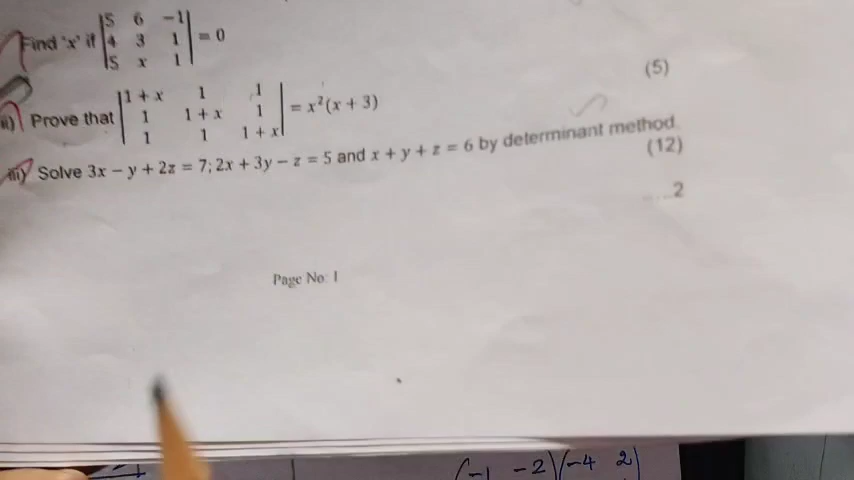 Find 'x' if |5 6 -1|
|4 3 1| = 0
|5 x 1|
(5)
ii) Prove that |1 + x 1 1|
|1 1 + x 1| = x²(x + 3)
|1 1 1 + x|
iii) Solve 3x − y + 2z = 7; 2x + 3y − z = 5 and x + y + z = 6 by determinant method.
(12)
....2
Page No: 1
(-1 -2)(-4 2)